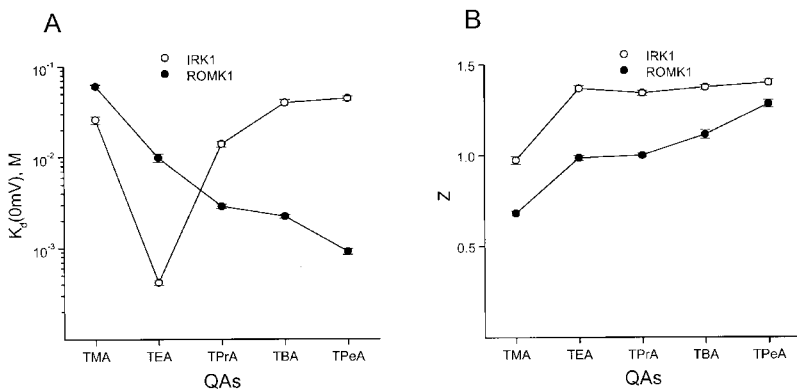 A
IRK1
ROMK1
10⁻¹
10⁻²
10⁻³
K_d(0mV), M
TMA TEA TPrA TBA TPeA
QAs
B
IRK1
ROMK1
1.5
1.0
0.5
Z
TMA TEA TPrA TBA TPeA
QAs